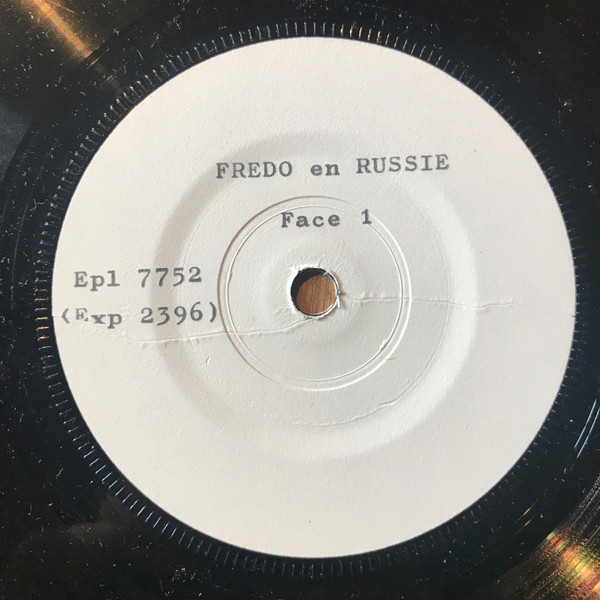 FREDO en RUSSIE
Face 1
Epl 7752
(Exp 2396)